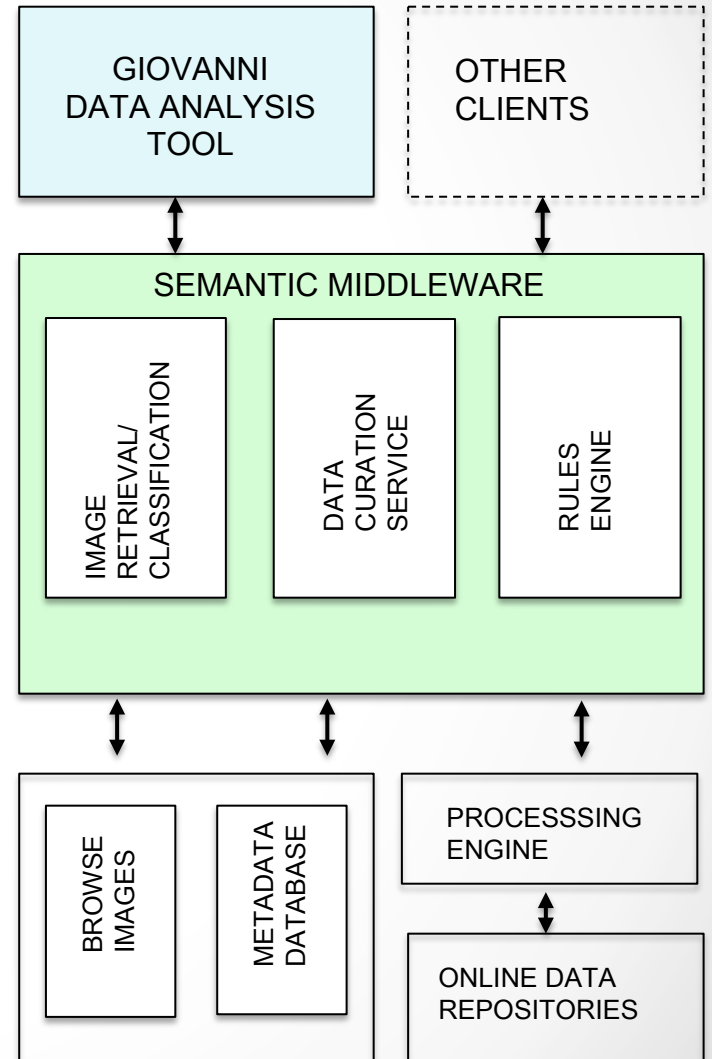 GIOVANNI
DATA ANALYSIS
TOOL
OTHER
CLIENTS
SEMANTIC MIDDLEWARE
IMAGE
RETRIEVAL/
CLASSIFICATION
DATA
CURATION
SERVICE
RULES
ENGINE
BROWSE
IMAGES
METADATA
DATABASE
PROCESSSING
ENGINE
ONLINE DATA
REPOSITORIES